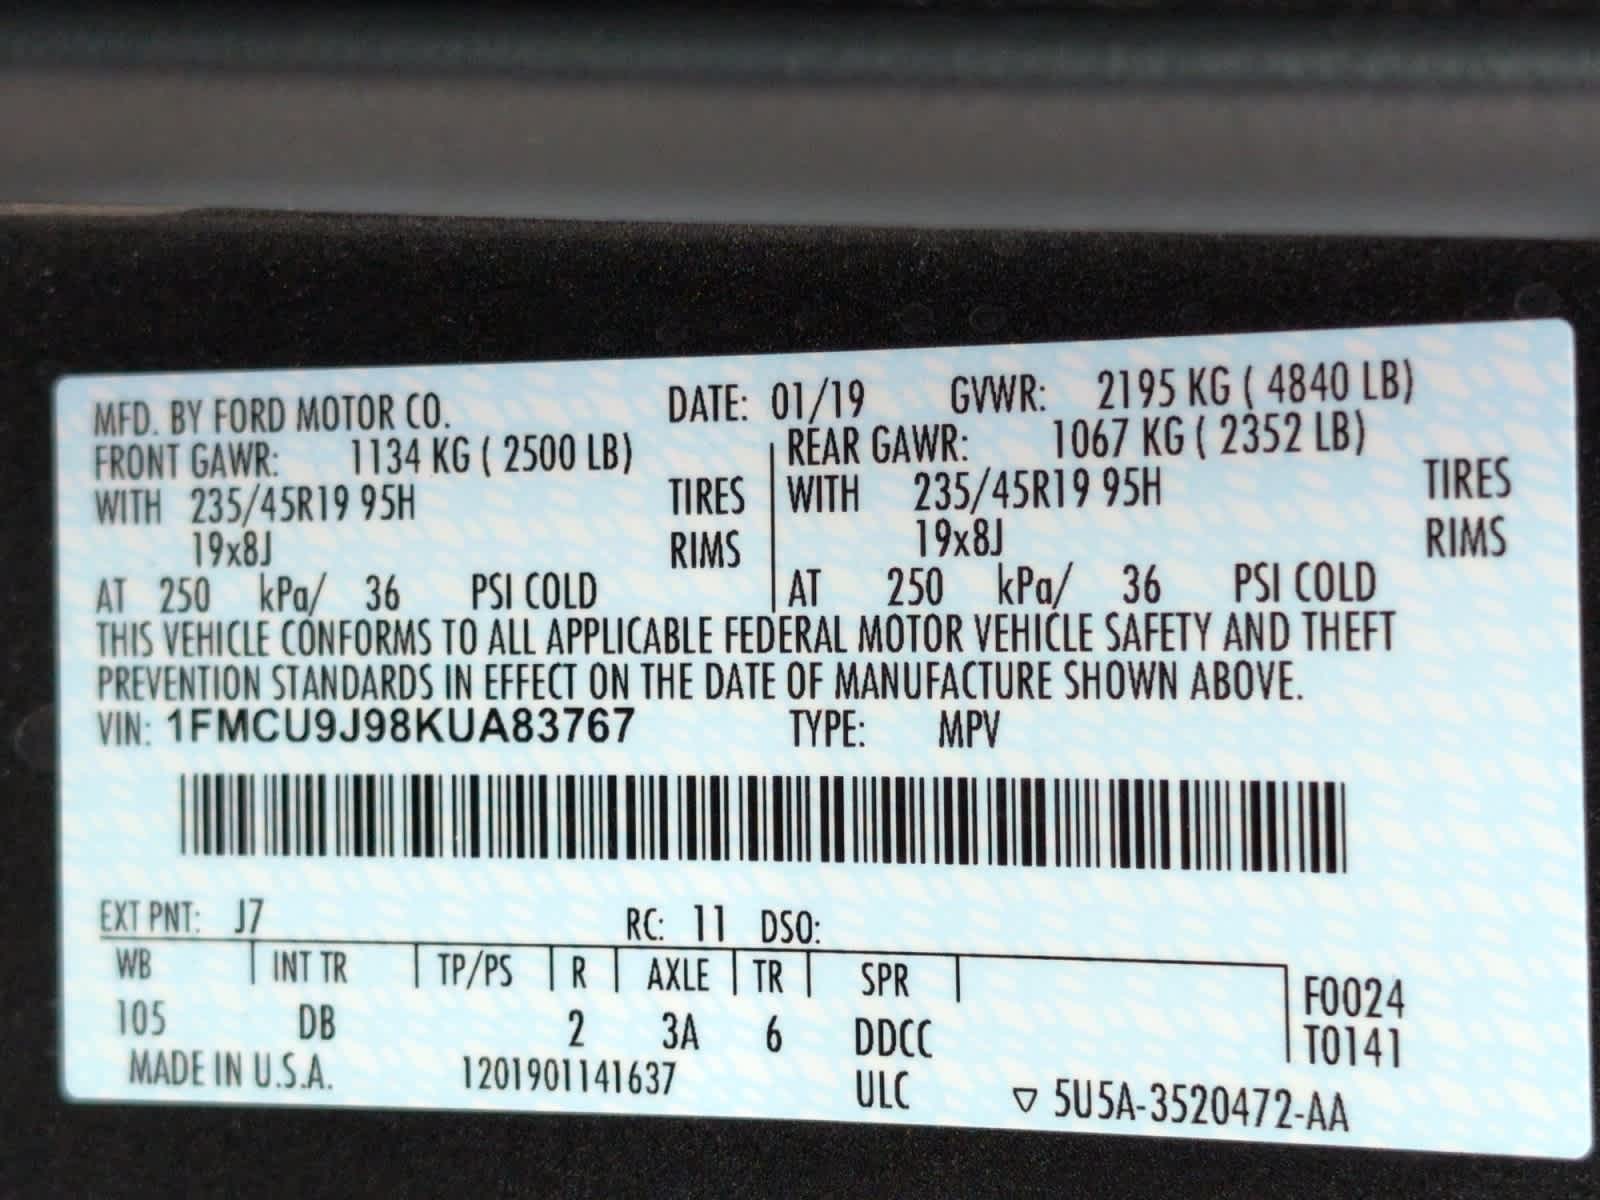 MFD. BY FORD MOTOR CO. DATE: 01/19 GVWR: 2195 KG ( 4840 LB)
FRONT GAWR: 1134 KG ( 2500 LB) REAR GAWR: 1067 KG ( 2352 LB)
WITH 235/45R19 95H TIRES WITH 235/45R19 95H TIRES
19x8J RIMS 19x8J RIMS
AT 250 kPa/ 36 PSI COLD AT 250 kPa/ 36 PSI COLD
THIS VEHICLE CONFORMS TO ALL APPLICABLE FEDERAL MOTOR VEHICLE SAFETY AND THEFT
PREVENTION STANDARDS IN EFFECT ON THE DATE OF MANUFACTURE SHOWN ABOVE.
VIN: 1FMCU9J98KUA83767 TYPE: MPV
EXT PNT: J7 RC: 11 DSO:
WB INT TR TP/PS R AXLE TR SPR F0024
105 DB 2 3A 6 DDCC T0141
MADE IN U.S.A. 1201901141637 ULC ▽ 5U5A-3520472-AA